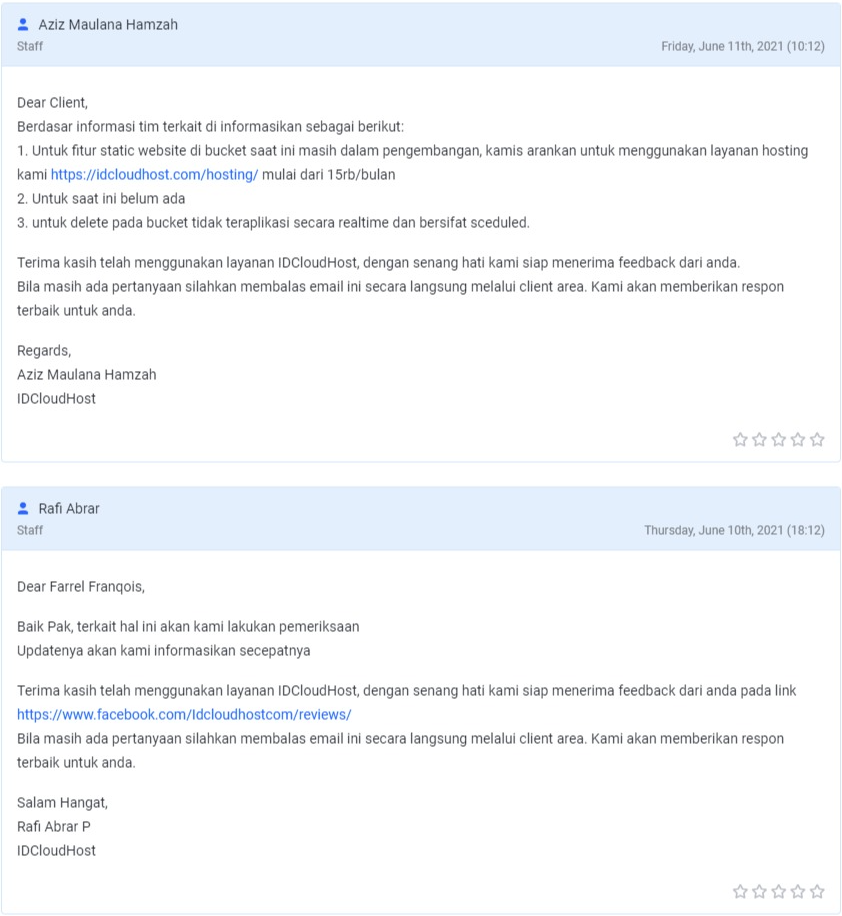 Aziz Maulana Hamzah
Staff
Friday, June 11th, 2021 (10:12)
Dear Client,
Berdasar informasi tim terkait di informasikan sebagai berikut:
1. Untuk fitur static website di bucket saat ini masih dalam pengembangan, kamis arankan untuk menggunakan layanan hosting
kami https://idcloudhost.com/hosting/ mulai dari 15rb/bulan
2. Untuk saat ini belum ada
3. untuk delete pada bucket tidak teraplikasi secara realtime dan bersifat sceduled.
Terima kasih telah menggunakan layanan IDCloudHost, dengan senang hati kami siap menerima feedback dari anda.
Bila masih ada pertanyaan silahkan membalas email ini secara langsung melalui client area. Kami akan memberikan respon
terbaik untuk anda.
Regards,
Aziz Maulana Hamzah
IDCloudHost
Rafi Abrar
Staff
Thursday, June 10th, 2021 (18:12)
Dear Farrel Franqois,
Baik Pak, terkait hal ini akan kami lakukan pemeriksaan
Updatenya akan kami informasikan secepatnya
Terima kasih telah menggunakan layanan IDCloudHost, dengan senang hati kami siap menerima feedback dari anda pada link
https://www.facebook.com/Idcloudhostcom/reviews/
Bila masih ada pertanyaan silahkan membalas email ini secara langsung melalui client area. Kami akan memberikan respon
terbaik untuk anda.
Salam Hangat,
Rafi Abrar P
IDCloudHost